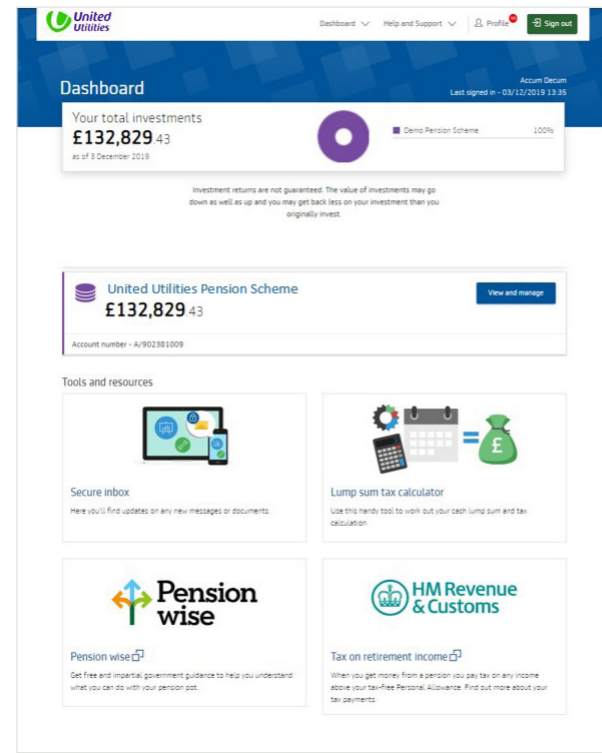 United
Utilities
Dashboard
Help and Support
Profile
Sign out
Dashboard
Accum Decum
Last signed in - 03/12/2019 13:35
Your total investments
£132,829.43
as of 3 December 2019
Demo Pension Scheme 100%
Investment returns are not guaranteed. The value of investments may go
down as well as up and you may get back less on your investment than you
originally invest.
United Utilities Pension Scheme
£132,829.43
View and manage
Account number - A/902381009
Tools and resources
Secure inbox
Here you'll find updates on any new messages or documents.
£
Lump sum tax calculator
Use this handy tool to work out your cash lump sum and tax
calculation.
Pension
wise
Pension wise
Get free and impartial government guidance to help you understand
what you can do with your pension pot.
HM Revenue
& Customs
Tax on retirement income
When you get money from a pension you pay tax on any income
above your tax-free Personal Allowance. Find out more about your
tax payments.